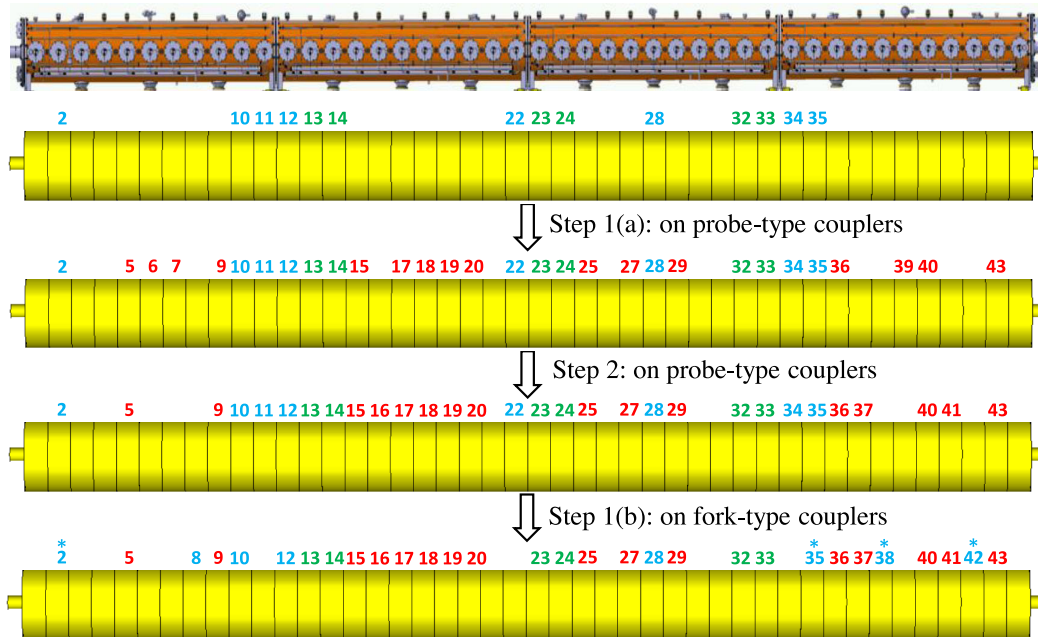 2 10 11 12 13 14 22 23 24 28 32 33 34 35
Step 1(a): on probe-type couplers
2 5 6 7 9 10 11 12 13 14 15 17 18 19 20 22 23 24 25 27 28 29 32 33 34 35 36 39 40 43
Step 2: on probe-type couplers
2 5 9 10 11 12 13 14 15 16 17 18 19 20 22 23 24 25 27 28 29 32 33 34 35 36 37 40 41 43
Step 1(b): on fork-type couplers
* * * *
2 5 8 9 10 12 13 14 15 16 17 18 19 20 23 24 25 27 28 29 32 33 35 36 37 38 40 41 42 43